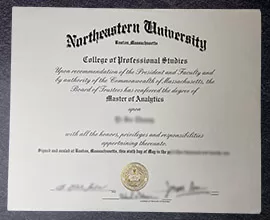 Northeastern University
Boston, Massachusetts
College of Professional Studies
Upon recommendation of the President and Faculty and
by authority of the Commonwealth of Massachusetts, the
Board of Trustees has conferred the degree of
Master of Analytics
upon
with all the honors, privileges and responsibilities
appertaining thereunto.
Signed and sealed at Boston, Massachusetts, this sixth day of May in the